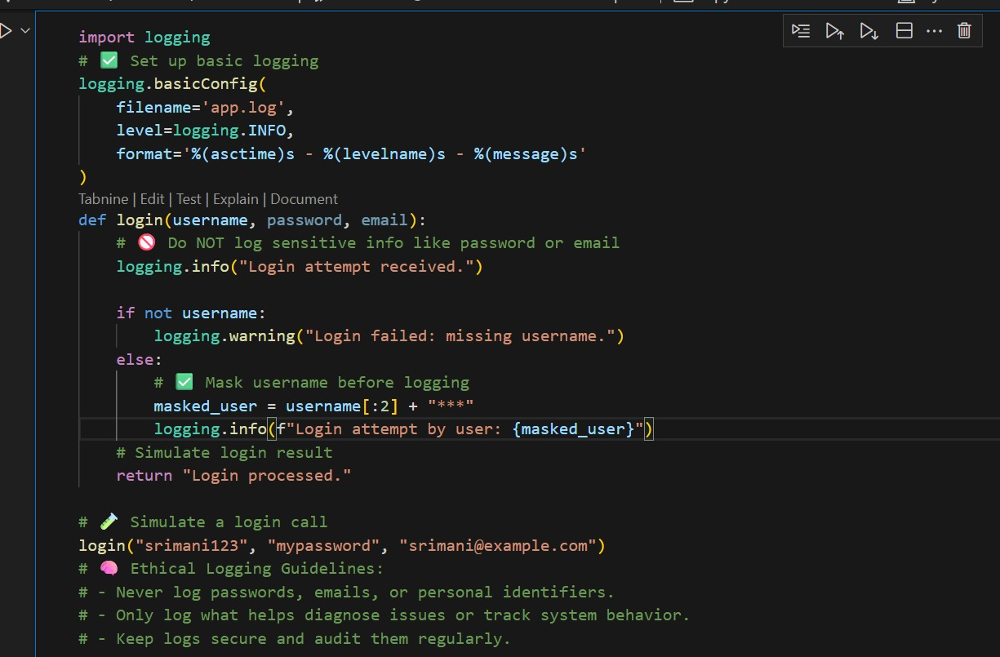 import logging
# ✅ Set up basic logging
logging.basicConfig(
    filename='app.log',
    level=logging.INFO,
    format='%(asctime)s - %(levelname)s - %(message)s'
)
Tabnine | Edit | Test | Explain | Document
def login(username, password, email):
    # 🚫 Do NOT log sensitive info like password or email
    logging.info("Login attempt received.")
    if not username:
        logging.warning("Login failed: missing username.")
    else:
        # ✅ Mask username before logging
        masked_user = username[:2] + "***"
        logging.info(f"Login attempt by user: {masked_user}")
    # Simulate login result
    return "Login processed."
# 🧪 Simulate a login call
login("srimani123", "mypassword", "srimani@example.com")
# 🧠 Ethical Logging Guidelines:
# - Never log passwords, emails, or personal identifiers.
# - Only log what helps diagnose issues or track system behavior.
# - Keep logs secure and audit them regularly.